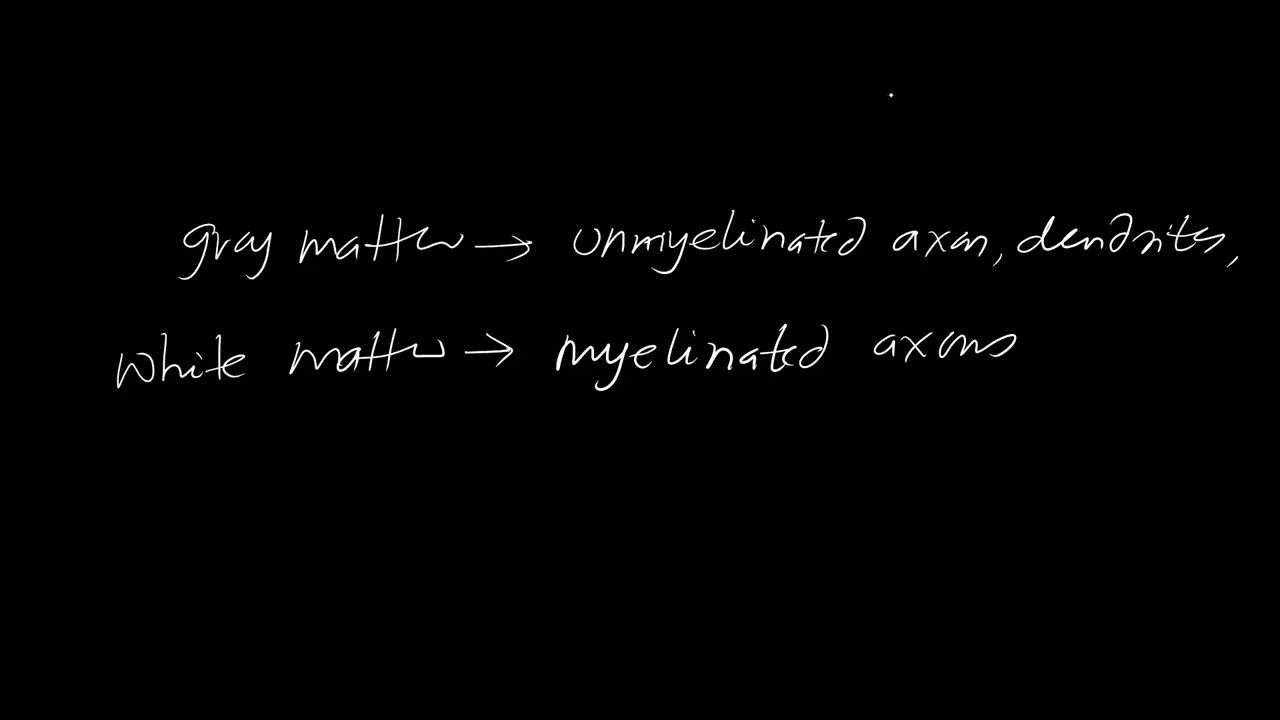 gray matter → unmyelinated axon, dendrites,
white matter → myelinated axons